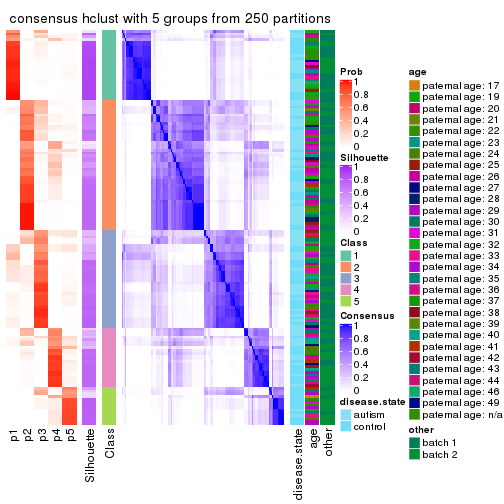 consensus hclust with 5 groups from 250 partitions
p1
p2
p3
p4
p5
Silhouette
Class
disease.state
age
other
Prob
1
0.8
0.6
0.4
0.2
0
Silhouette
1
0.8
0.6
0.4
0.2
0
Class
1
2
3
4
5
Consensus
1
0.8
0.6
0.4
0.2
0
disease.state
autism
control
age
paternal age: 17
paternal age: 19
paternal age: 20
paternal age: 21
paternal age: 22
paternal age: 23
paternal age: 24
paternal age: 25
paternal age: 26
paternal age: 27
paternal age: 28
paternal age: 29
paternal age: 30
paternal age: 31
paternal age: 32
paternal age: 33
paternal age: 34
paternal age: 35
paternal age: 36
paternal age: 37
paternal age: 38
paternal age: 39
paternal age: 40
paternal age: 41
paternal age: 42
paternal age: 43
paternal age: 44
paternal age: 46
paternal age: 49
paternal age: n/a
other
batch 1
batch 2